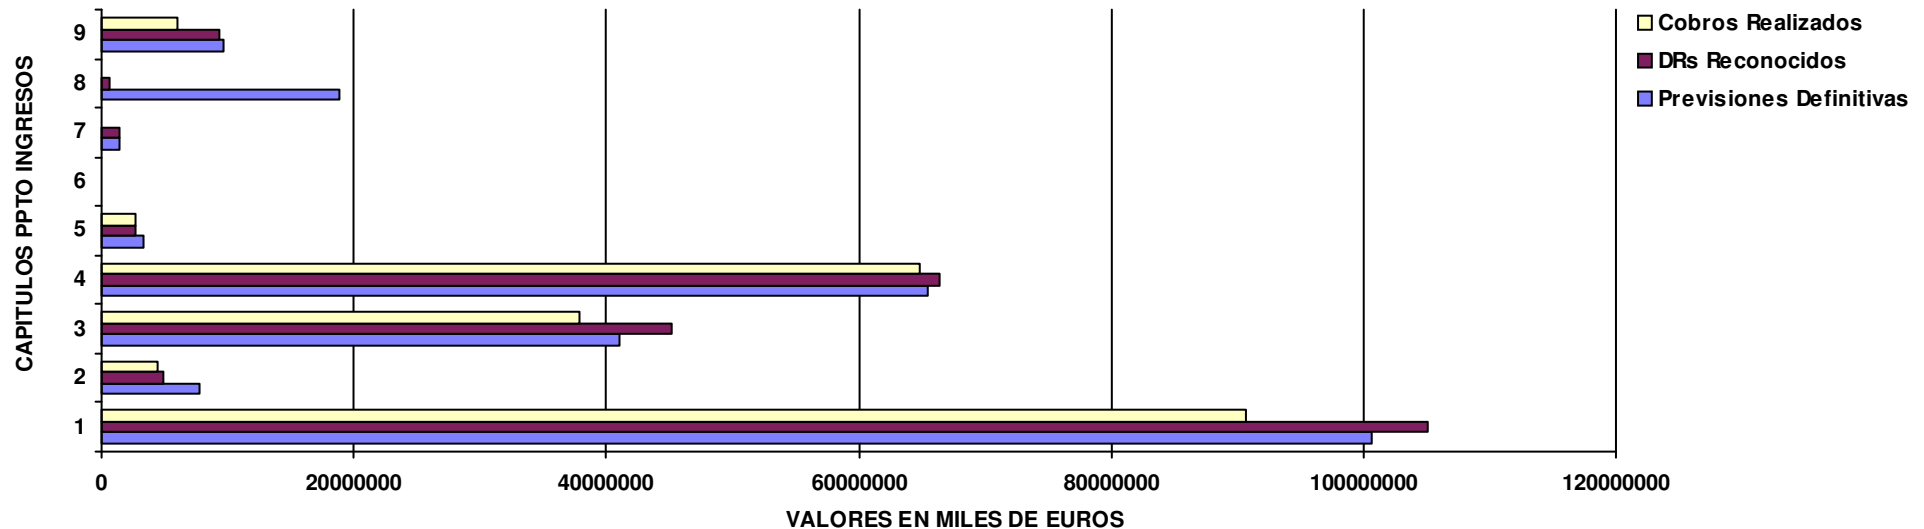 CAPITULOS PPTO INGRESOS
9
8
7
6
5
4
3
2
1
0 20000000 40000000 60000000 80000000 100000000 120000000
VALORES EN MILES DE EUROS
Cobros Realizados
DRs Reconocidos
Previsiones Definitivas